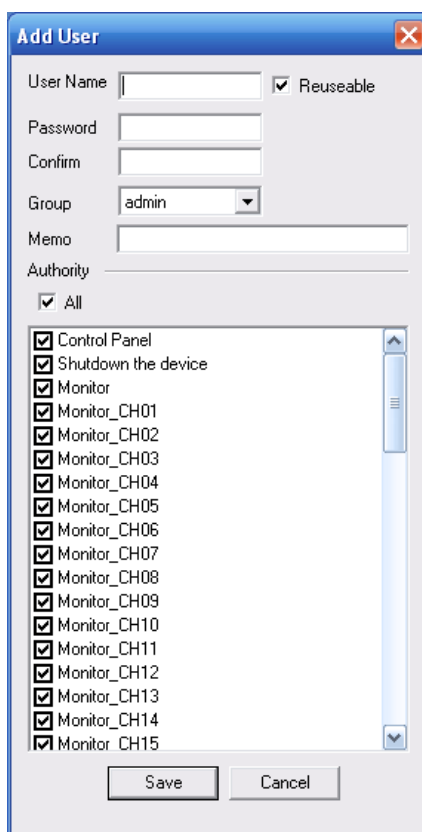 Add User
User Name
Reuseable
Password
Confirm
Group
admin
Memo
Authority
All
Control Panel
Shutdown the device
Monitor
Monitor_CH01
Monitor_CH02
Monitor_CH03
Monitor_CH04
Monitor_CH05
Monitor_CH06
Monitor_CH07
Monitor_CH08
Monitor_CH09
Monitor_CH10
Monitor_CH11
Monitor_CH12
Monitor_CH13
Monitor_CH14
Monitor_CH15
Save
Cancel